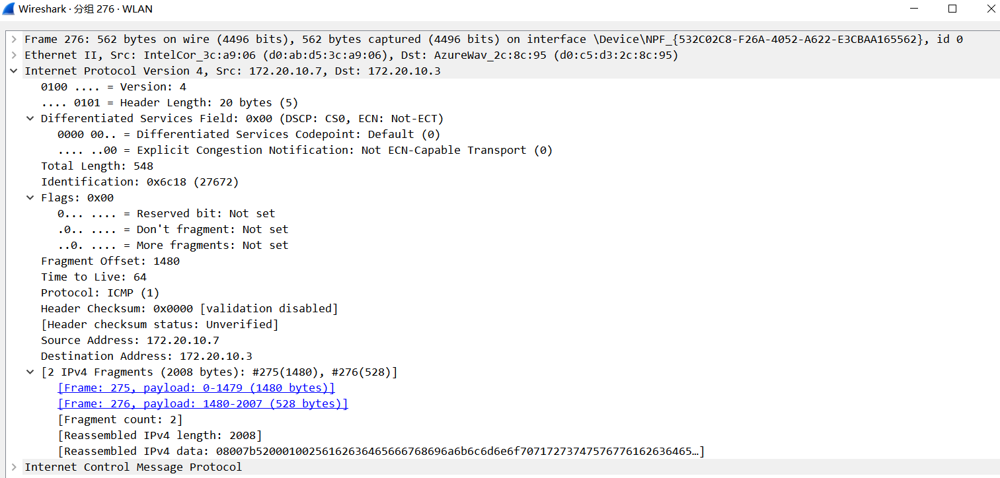 Wireshark · 分组 276 · WLAN
Frame 276: 562 bytes on wire (4496 bits), 562 bytes captured (4496 bits) on interface \Device\NPF_{532C02C8-F26A-4052-A622-E3CBAA165562}, id 0
Ethernet II, Src: IntelCor_3c:a9:06 (d0:ab:d5:3c:a9:06), Dst: AzureWav_2c:8c:95 (d0:c5:d3:2c:8c:95)
Internet Protocol Version 4, Src: 172.20.10.7, Dst: 172.20.10.3
0100 .... = Version: 4
.... 0101 = Header Length: 20 bytes (5)
Differentiated Services Field: 0x00 (DSCP: CS0, ECN: Not-ECT)
0000 00.. = Differentiated Services Codepoint: Default (0)
.... ..00 = Explicit Congestion Notification: Not ECN-Capable Transport (0)
Total Length: 548
Identification: 0x6c18 (27672)
Flags: 0x00
0... .... = Reserved bit: Not set
.0.. .... = Don't fragment: Not set
..0. .... = More fragments: Not set
Fragment Offset: 1480
Time to Live: 64
Protocol: ICMP (1)
Header Checksum: 0x0000 [validation disabled]
[Header checksum status: Unverified]
Source Address: 172.20.10.7
Destination Address: 172.20.10.3
[2 IPv4 Fragments (2008 bytes): #275(1480), #276(528)]
[Frame: 275, payload: 0-1479 (1480 bytes)]
[Frame: 276, payload: 1480-2007 (528 bytes)]
[Fragment count: 2]
[Reassembled IPv4 length: 2008]
[Reassembled IPv4 data: 08007b52000100256162636465666768696a6b6c6d6e6f7071727374757677616263646​5…]
Internet Control Message Protocol